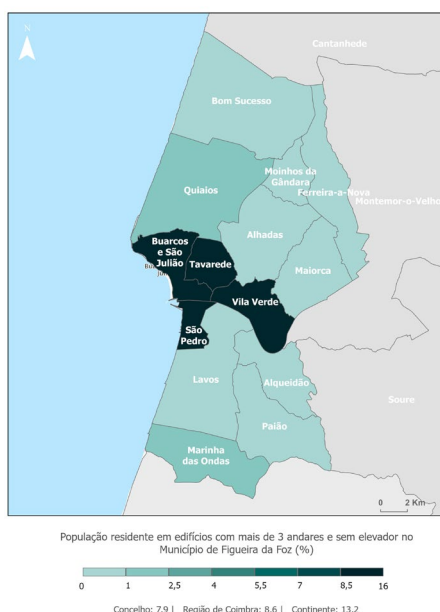 N
Cantanhede
Bom Sucesso
Moinhos da
Gândara
Ferreira-a-Nova
Montemor-o-Velho
Quiaios
Alhadas
Buarcos
e São
Julião
Tavarede
Maiorca
Vila Verde
São
Pedro
Lavos
Alqueidão
Soure
Paião
Marinha
das Ondas
0 2 Km
População residente em edifícios com mais de 3 andares e sem elevador no
Município de Figueira da Foz (%)
0 1 2,5 4 5,5 7 8,5 16
Concelho: 7.9 | Região de Coimbra: 8.6 | Continente: 13.2